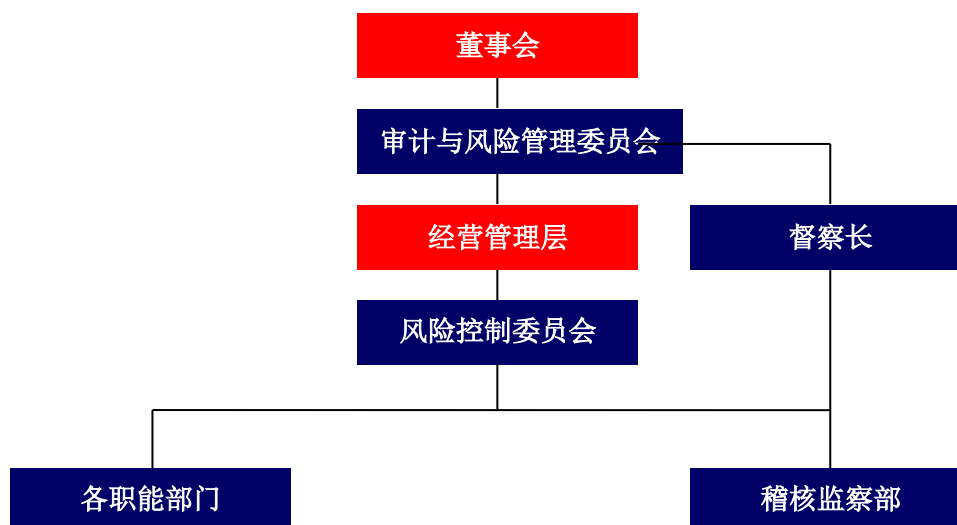 董事会
审计与风险管理委员会
经营管理层
督察长
风险控制委员会
各职能部门
稽核监察部